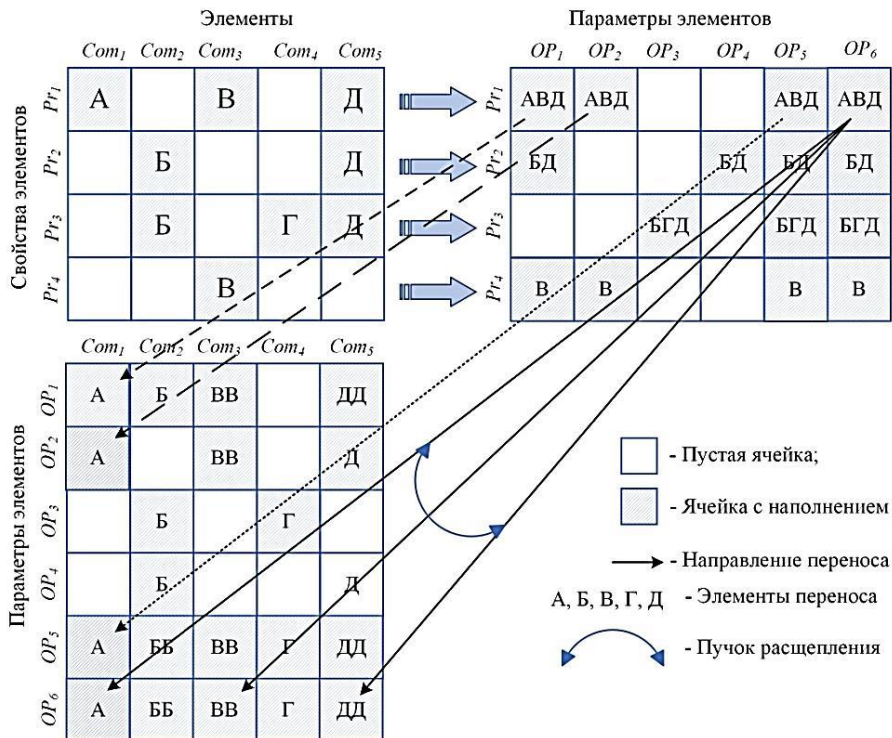 Элементы
Com1 Com2 Com3 Com4 Com5
Свойства элементов
Pr1 А В Д
Pr2 Б Д
Pr3 Б Г Д
Pr4 В
Параметры элементов
OP1 OP2 OP3 OP4 OP5 OP6
Pr1 АВД АВД АВД АВД
Pr2 БД БД БД БД
Pr3 БГД БГД БГД
Pr4 В В В В
Com1 Com2 Com3 Com4 Com5
Параметры элементов
OP1 А Б ВВ ДД
OP2 А ВВ Д
OP3 Б Г
OP4 Б Д
OP5 А ББ ВВ Г ДД
OP6 А ББ ВВ Г ДД
- Пустая ячейка;
- Ячейка с наполнением
- Направление переноса
А, Б, В, Г, Д - Элементы переноса
- Пучок расщепления